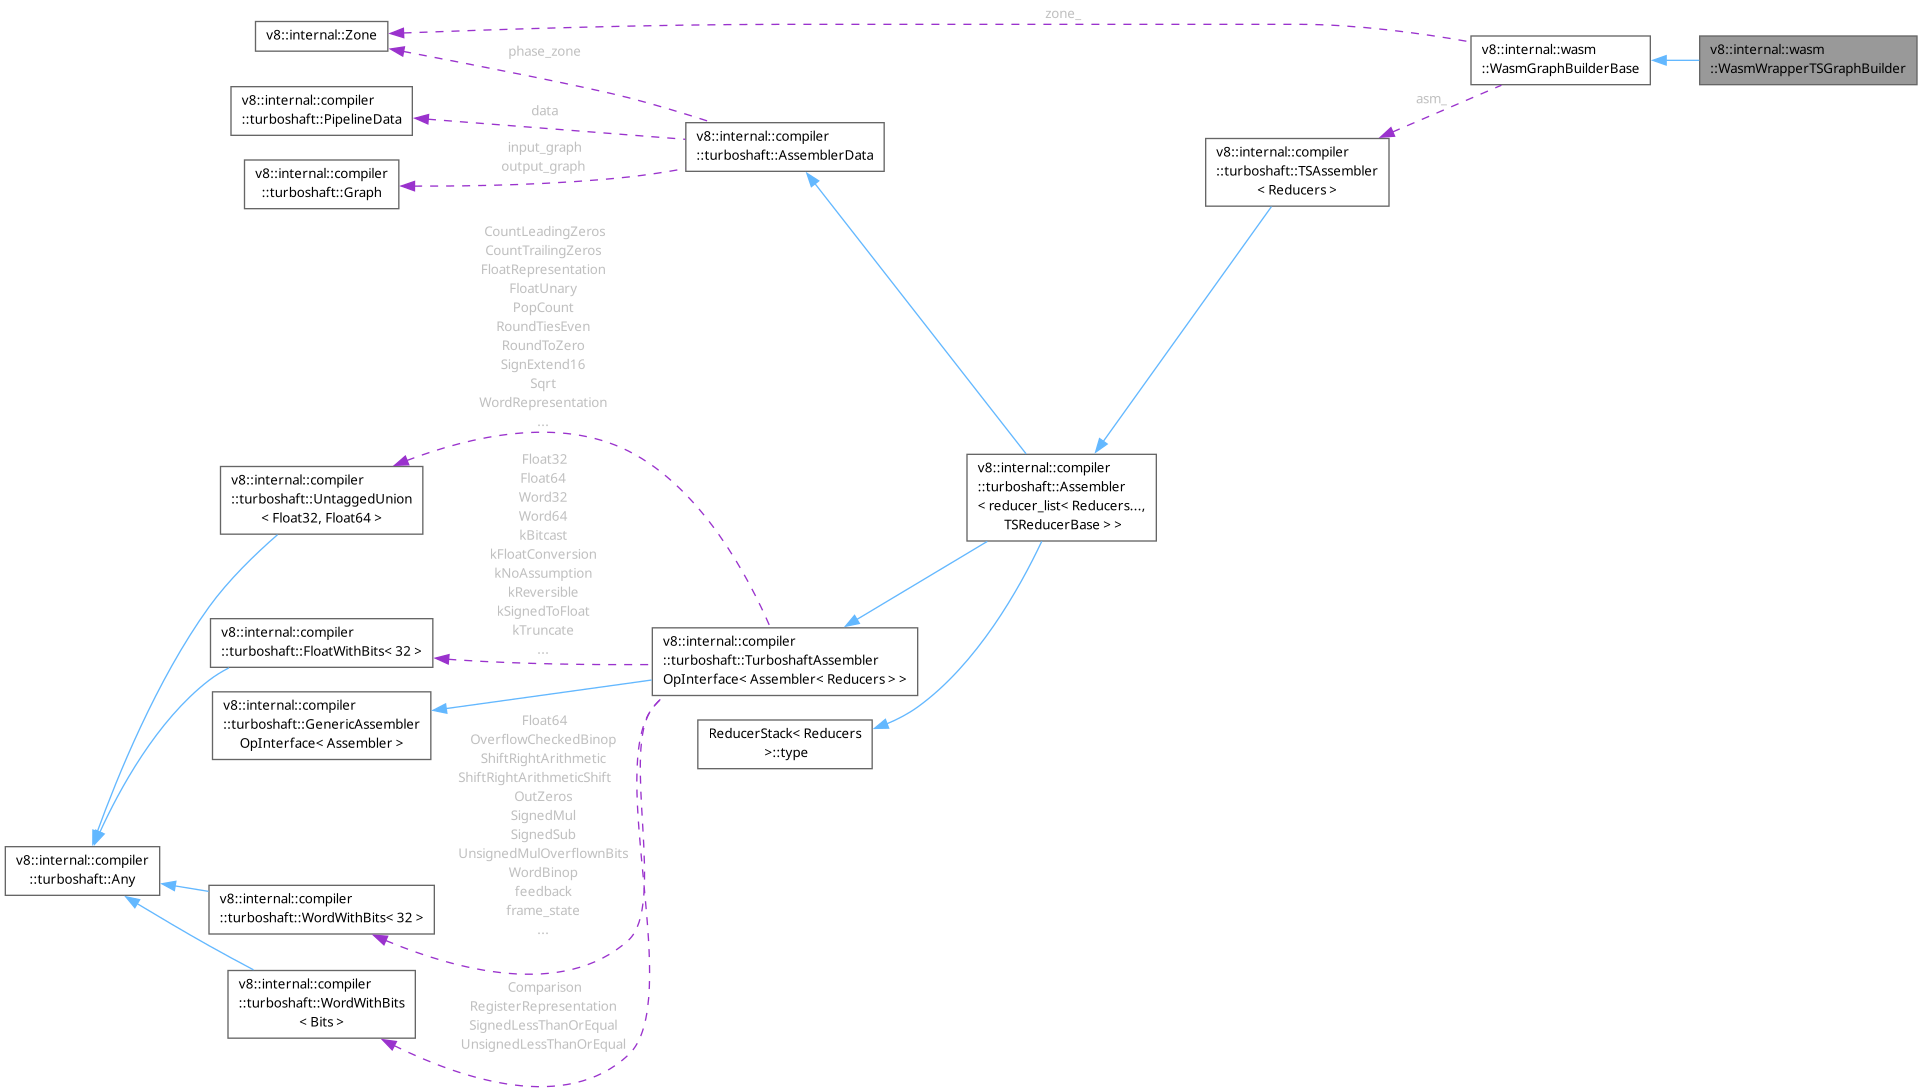 zone_
v8::internal::Zone
phase_zone
v8::internal::wasm
::WasmGraphBuilderBase
v8::internal::wasm
::WasmWrapperTSGraphBuilder
asm_
v8::internal::compiler
::turboshaft::PipelineData
data
v8::internal::compiler
::turboshaft::AssemblerData
input_graph
output_graph
v8::internal::compiler
::turboshaft::Graph
v8::internal::compiler
::turboshaft::TSAssembler
< Reducers >
CountLeadingZeros
CountTrailingZeros
FloatRepresentation
FloatUnary
PopCount
RoundTiesEven
RoundToZero
SignExtend16
Sqrt
WordRepresentation
...
v8::internal::compiler
::turboshaft::UntaggedUnion
< Float32, Float64 >
Float32
Float64
Word32
Word64
kBitcast
kFloatConversion
kNoAssumption
kReversible
kSignedToFloat
kTruncate
...
v8::internal::compiler
::turboshaft::Assembler
< reducer_list< Reducers...,
TSReducerBase > >
v8::internal::compiler
::turboshaft::FloatWithBits< 32 >
v8::internal::compiler
::turboshaft::TurboshaftAssembler
OpInterface< Assembler< Reducers > >
v8::internal::compiler
::turboshaft::GenericAssembler
OpInterface< Assembler >
ReducerStack< Reducers
>::type
Float64
OverflowCheckedBinop
ShiftRightArithmetic
ShiftRightArithmeticShift
OutZeros
SignedMul
SignedSub
UnsignedMulOverflownBits
WordBinop
feedback
frame_state
...
v8::internal::compiler
::turboshaft::Any
v8::internal::compiler
::turboshaft::WordWithBits< 32 >
v8::internal::compiler
::turboshaft::WordWithBits
< Bits >
Comparison
RegisterRepresentation
SignedLessThanOrEqual
UnsignedLessThanOrEqual